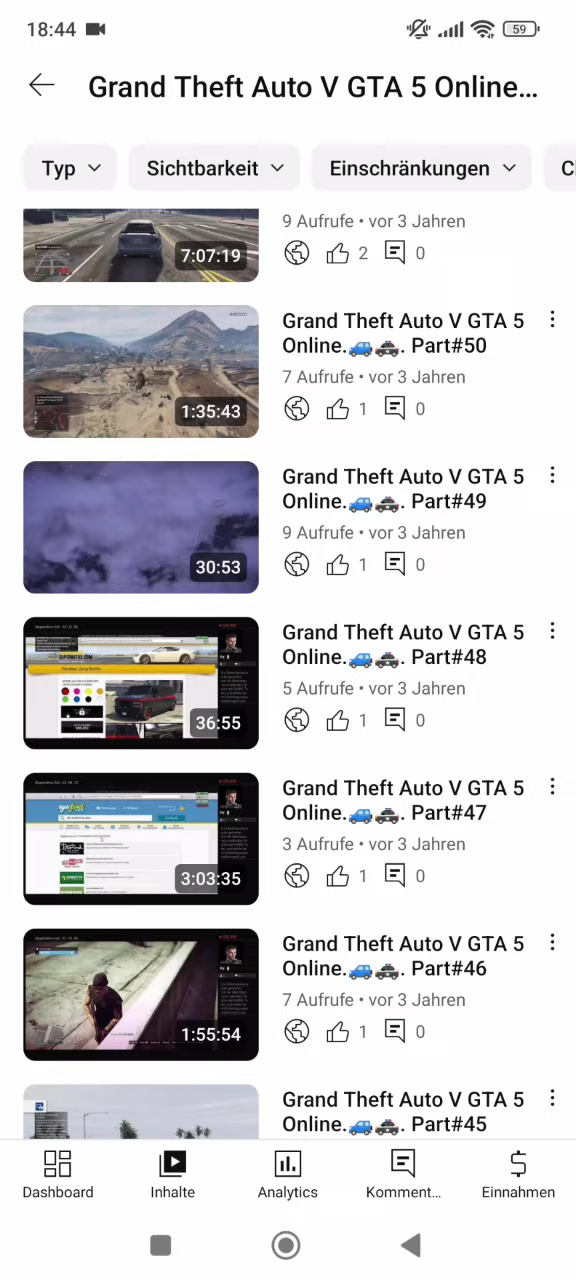 18:44
59
Grand Theft Auto V GTA 5 Online...
Typ
Sichtbarkeit
Einschränkungen
7:07:19
9 Aufrufe • vor 3 Jahren
2
0
1:35:43
Grand Theft Auto V GTA 5
Online.🚙🚓. Part#50
7 Aufrufe • vor 3 Jahren
1
0
30:53
Grand Theft Auto V GTA 5
Online.🚙🚓. Part#49
9 Aufrufe • vor 3 Jahren
1
0
36:55
Grand Theft Auto V GTA 5
Online.🚙🚓. Part#48
5 Aufrufe • vor 3 Jahren
1
0
3:03:35
Grand Theft Auto V GTA 5
Online.🚙🚓. Part#47
3 Aufrufe • vor 3 Jahren
1
0
1:55:54
Grand Theft Auto V GTA 5
Online.🚙🚓. Part#46
7 Aufrufe • vor 3 Jahren
1
0
Grand Theft Auto V GTA 5
Online.🚙🚓. Part#45
Dashboard
Inhalte
Analytics
Komment...
Einnahmen